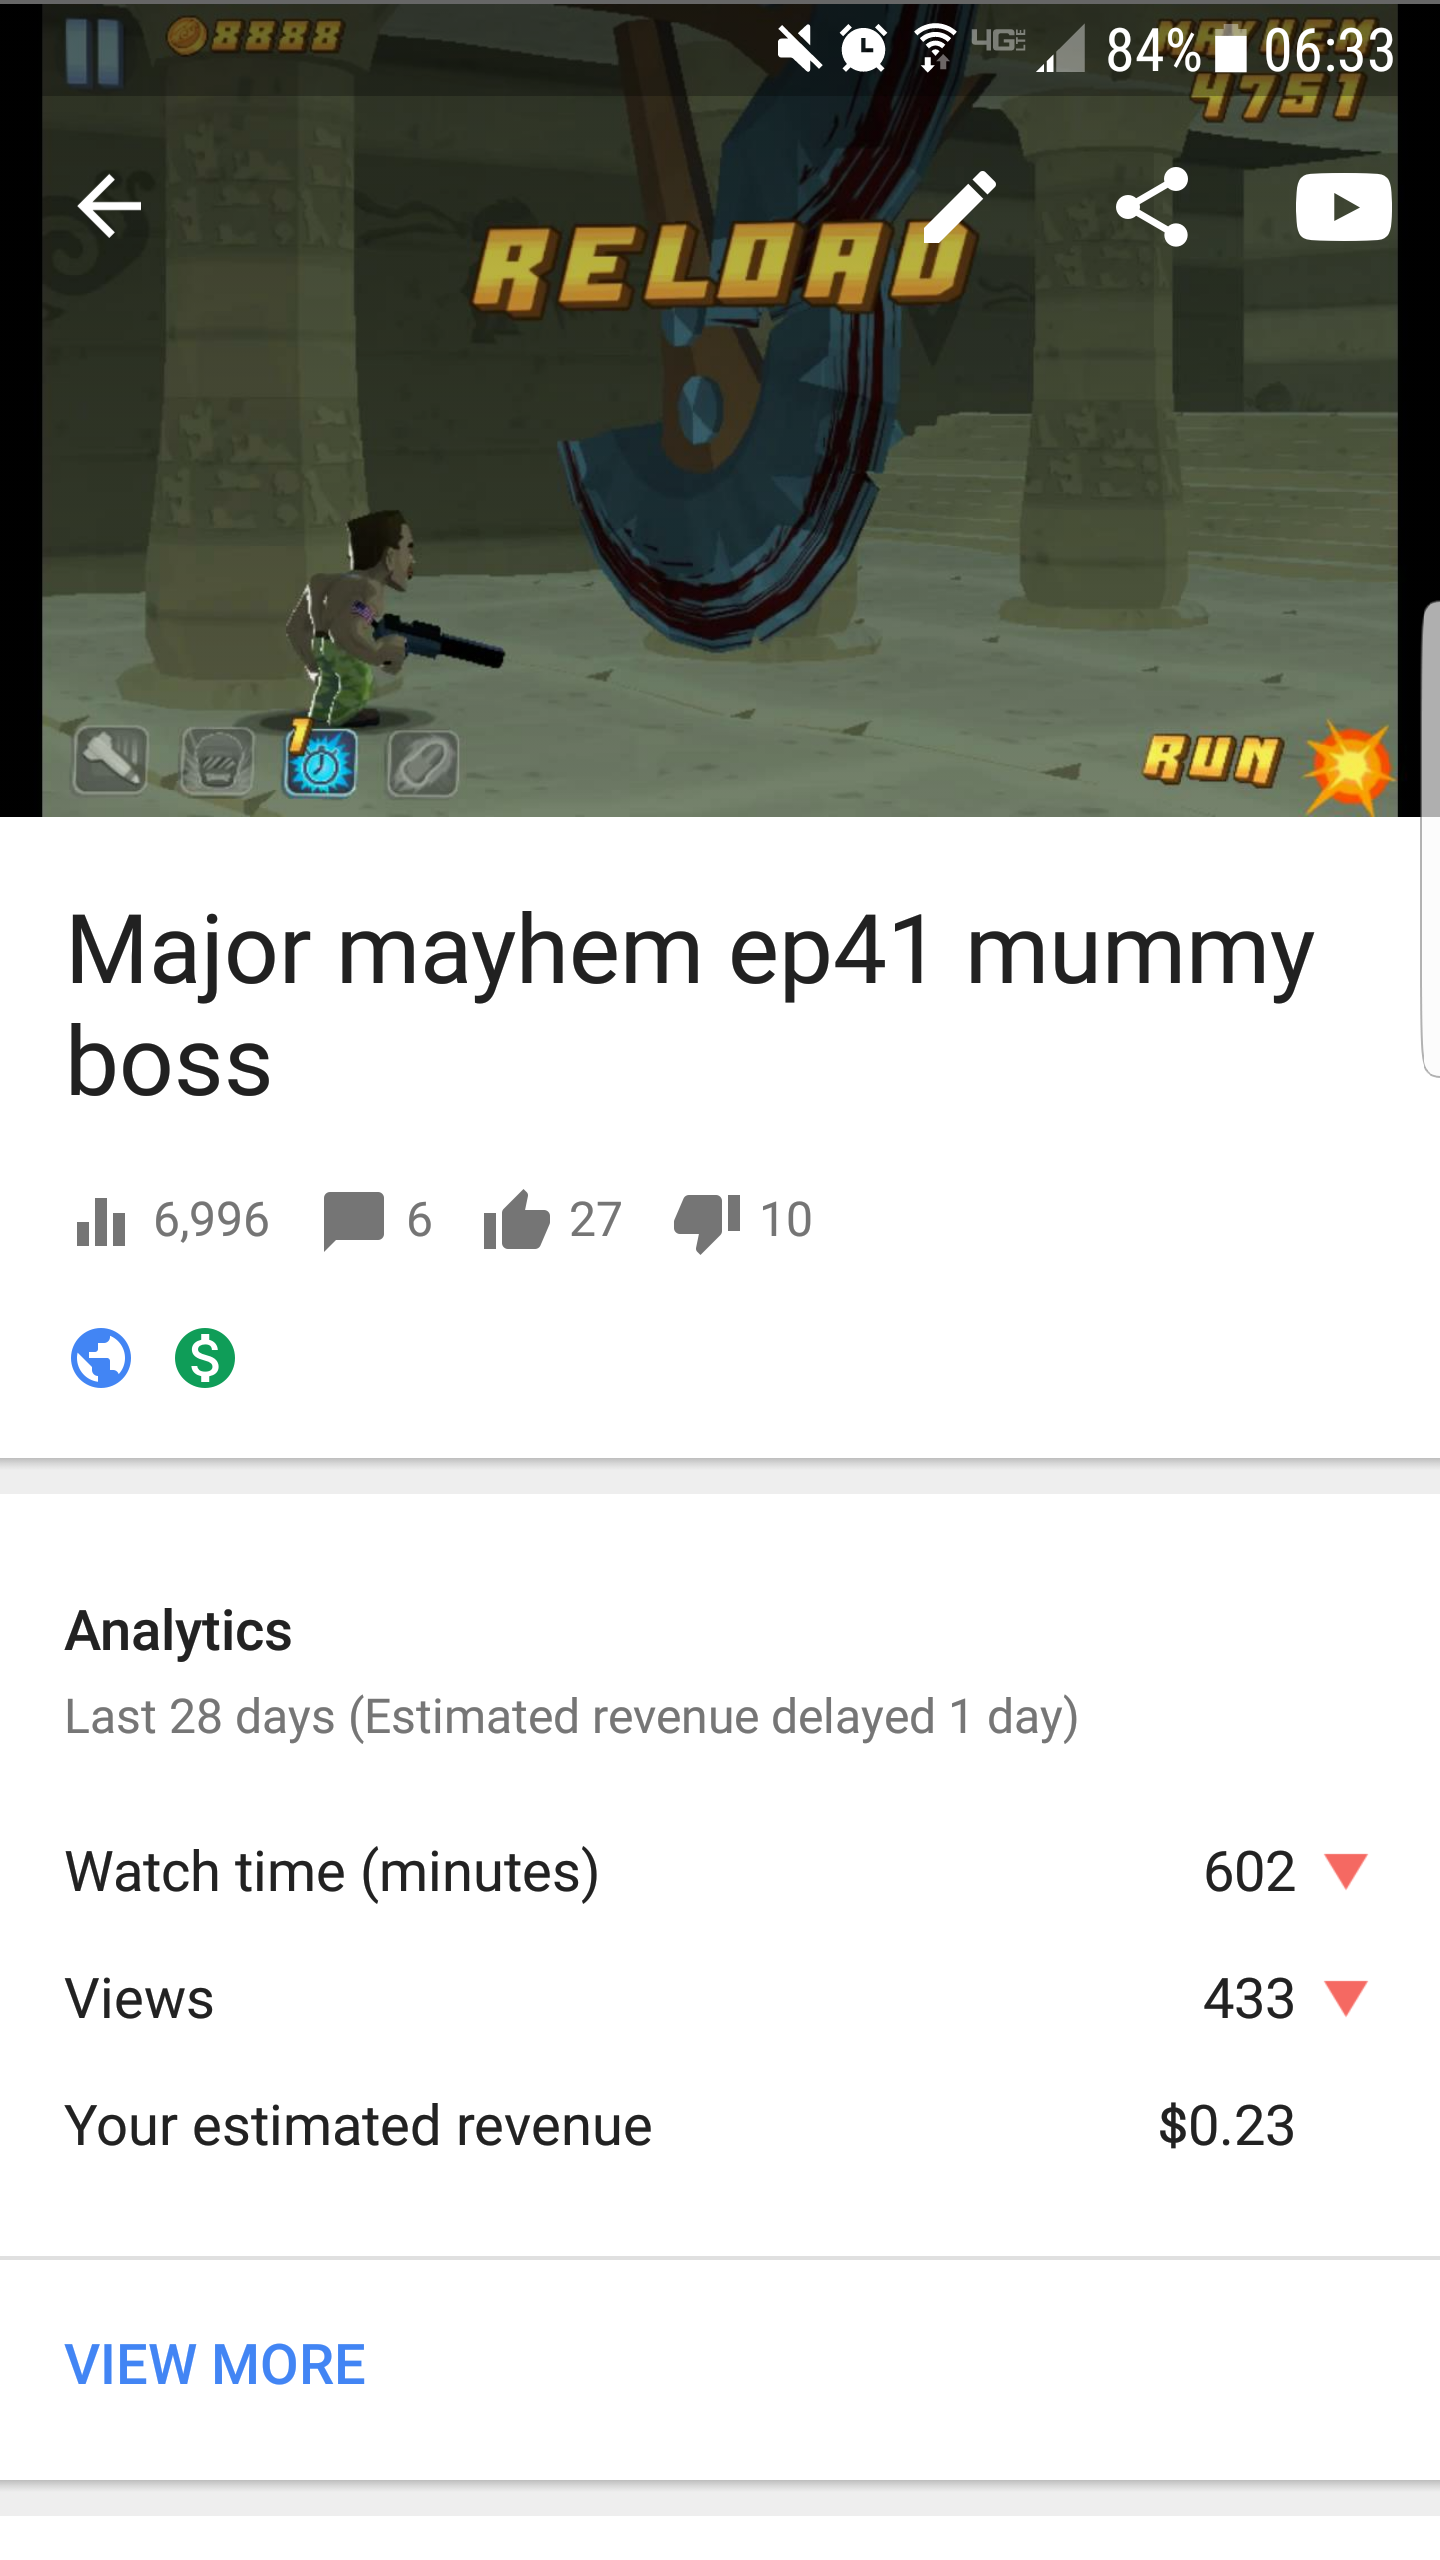 8888
4G LTE 84% 06:33
MAYHEM
4751
RELOAD
1
RUN
Major mayhem ep41 mummy
boss
6,996 6 27 10
Analytics
Last 28 days (Estimated revenue delayed 1 day)
Watch time (minutes) 602
Views 433
Your estimated revenue $0.23
VIEW MORE